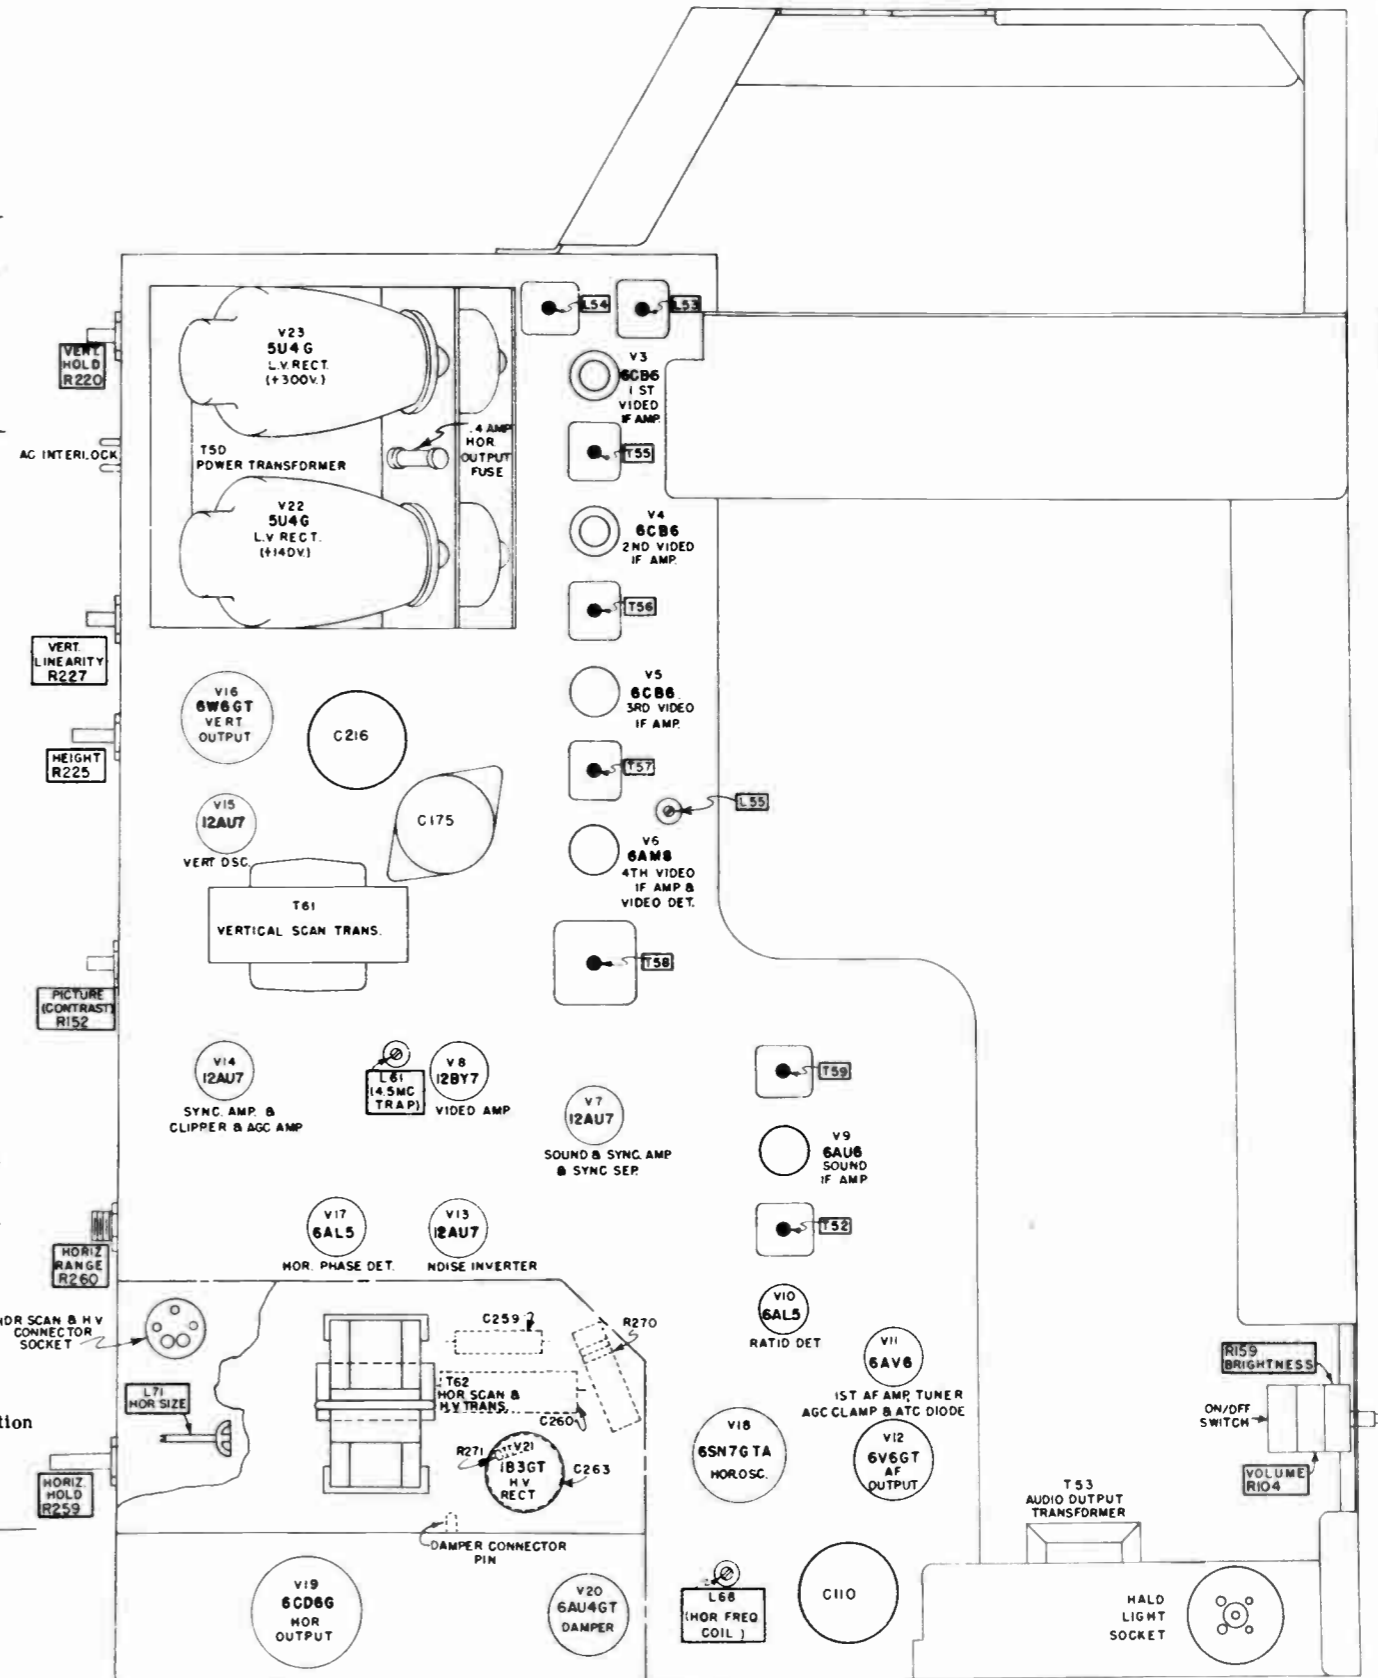 L54
L53
V23
5U4G
L.V. RECT.
(+300V.)
VERT.
HOLD
R220
V3
6CB6
1 ST
VIDEO
IF AMP.
.4 AMP
HOR.
OUTPUT
FUSE
AC INTERLOCK
T50
POWER TRANSFORMER
T55
V22
5U4G
L.V RECT.
(+140V.)
V4
6CB6
2ND VIDEO
IF AMP.
T56
VERT.
LINEARITY
R227
V16
6W6GT
VERT
OUTPUT
C216
V5
6CB6
3RD VIDEO
IF AMP.
HEIGHT
R225
T57
L55
V15
12AU7
VERT OSC.
C175
V6
6AM8
4TH VIDEO
IF AMP &
VIDEO DET.
T61
VERTICAL SCAN TRANS.
T58
PICTURE
(CONTRAST)
R152
V14
12AU7
SYNC. AMP. &
CLIPPER & AGC AMP
L61
(4.5MC
TRAP)
V8
12BY7
VIDEO AMP
V7
12AU7
SOUND & SYNC. AMP
& SYNC SEP.
T59
V9
6AU6
SOUND
IF AMP
V17
6AL5
HOR. PHASE DET.
V13
12AU7
NOISE INVERTER
T52
HORIZ
RANGE
R260
HOR SCAN & H V
CONNECTOR
SOCKET
C259
R270
V10
6AL5
RATIO DET
V11
6AV6
1ST AF AMP, TUNER
AGC CLAMP & ATC DIODE
R159
BRIGHTNESS
L71
HOR SIZE
T62
HOR SCAN &
H.V TRANS.
C260
ON/OFF
SWITCH
tion
R271
V21
1B3GT
H V
RECT
C263
V18
6SN7GTA
HOR.OSC.
V12
6V6GT
AF
OUTPUT
VOLUME
R104
HORIZ.
HOLD
R259
T53
AUDIO OUTPUT
TRANSFORMER
DAMPER CONNECTOR
PIN
V19
6CD6G
HOR
OUTPUT
V20
6AU4GT
DAMPER
L68
(HOR FREQ
COIL )
C110
HALO
LIGHT
SOCKET